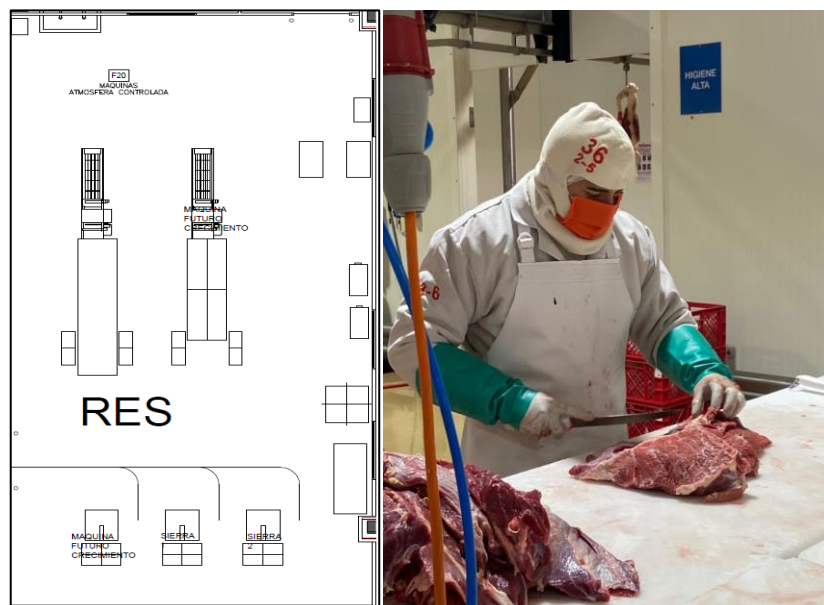 F20
MAQUINAS
ATMOSFERA CONTROLADA
MAQUINA
FUTURO
CRECIMIENTO
RES
MAQUINA
FUTURO
CRECIMIENTO
SIERRA
1
SIERRA
2
HIGIENE
ALTA
36
2-5